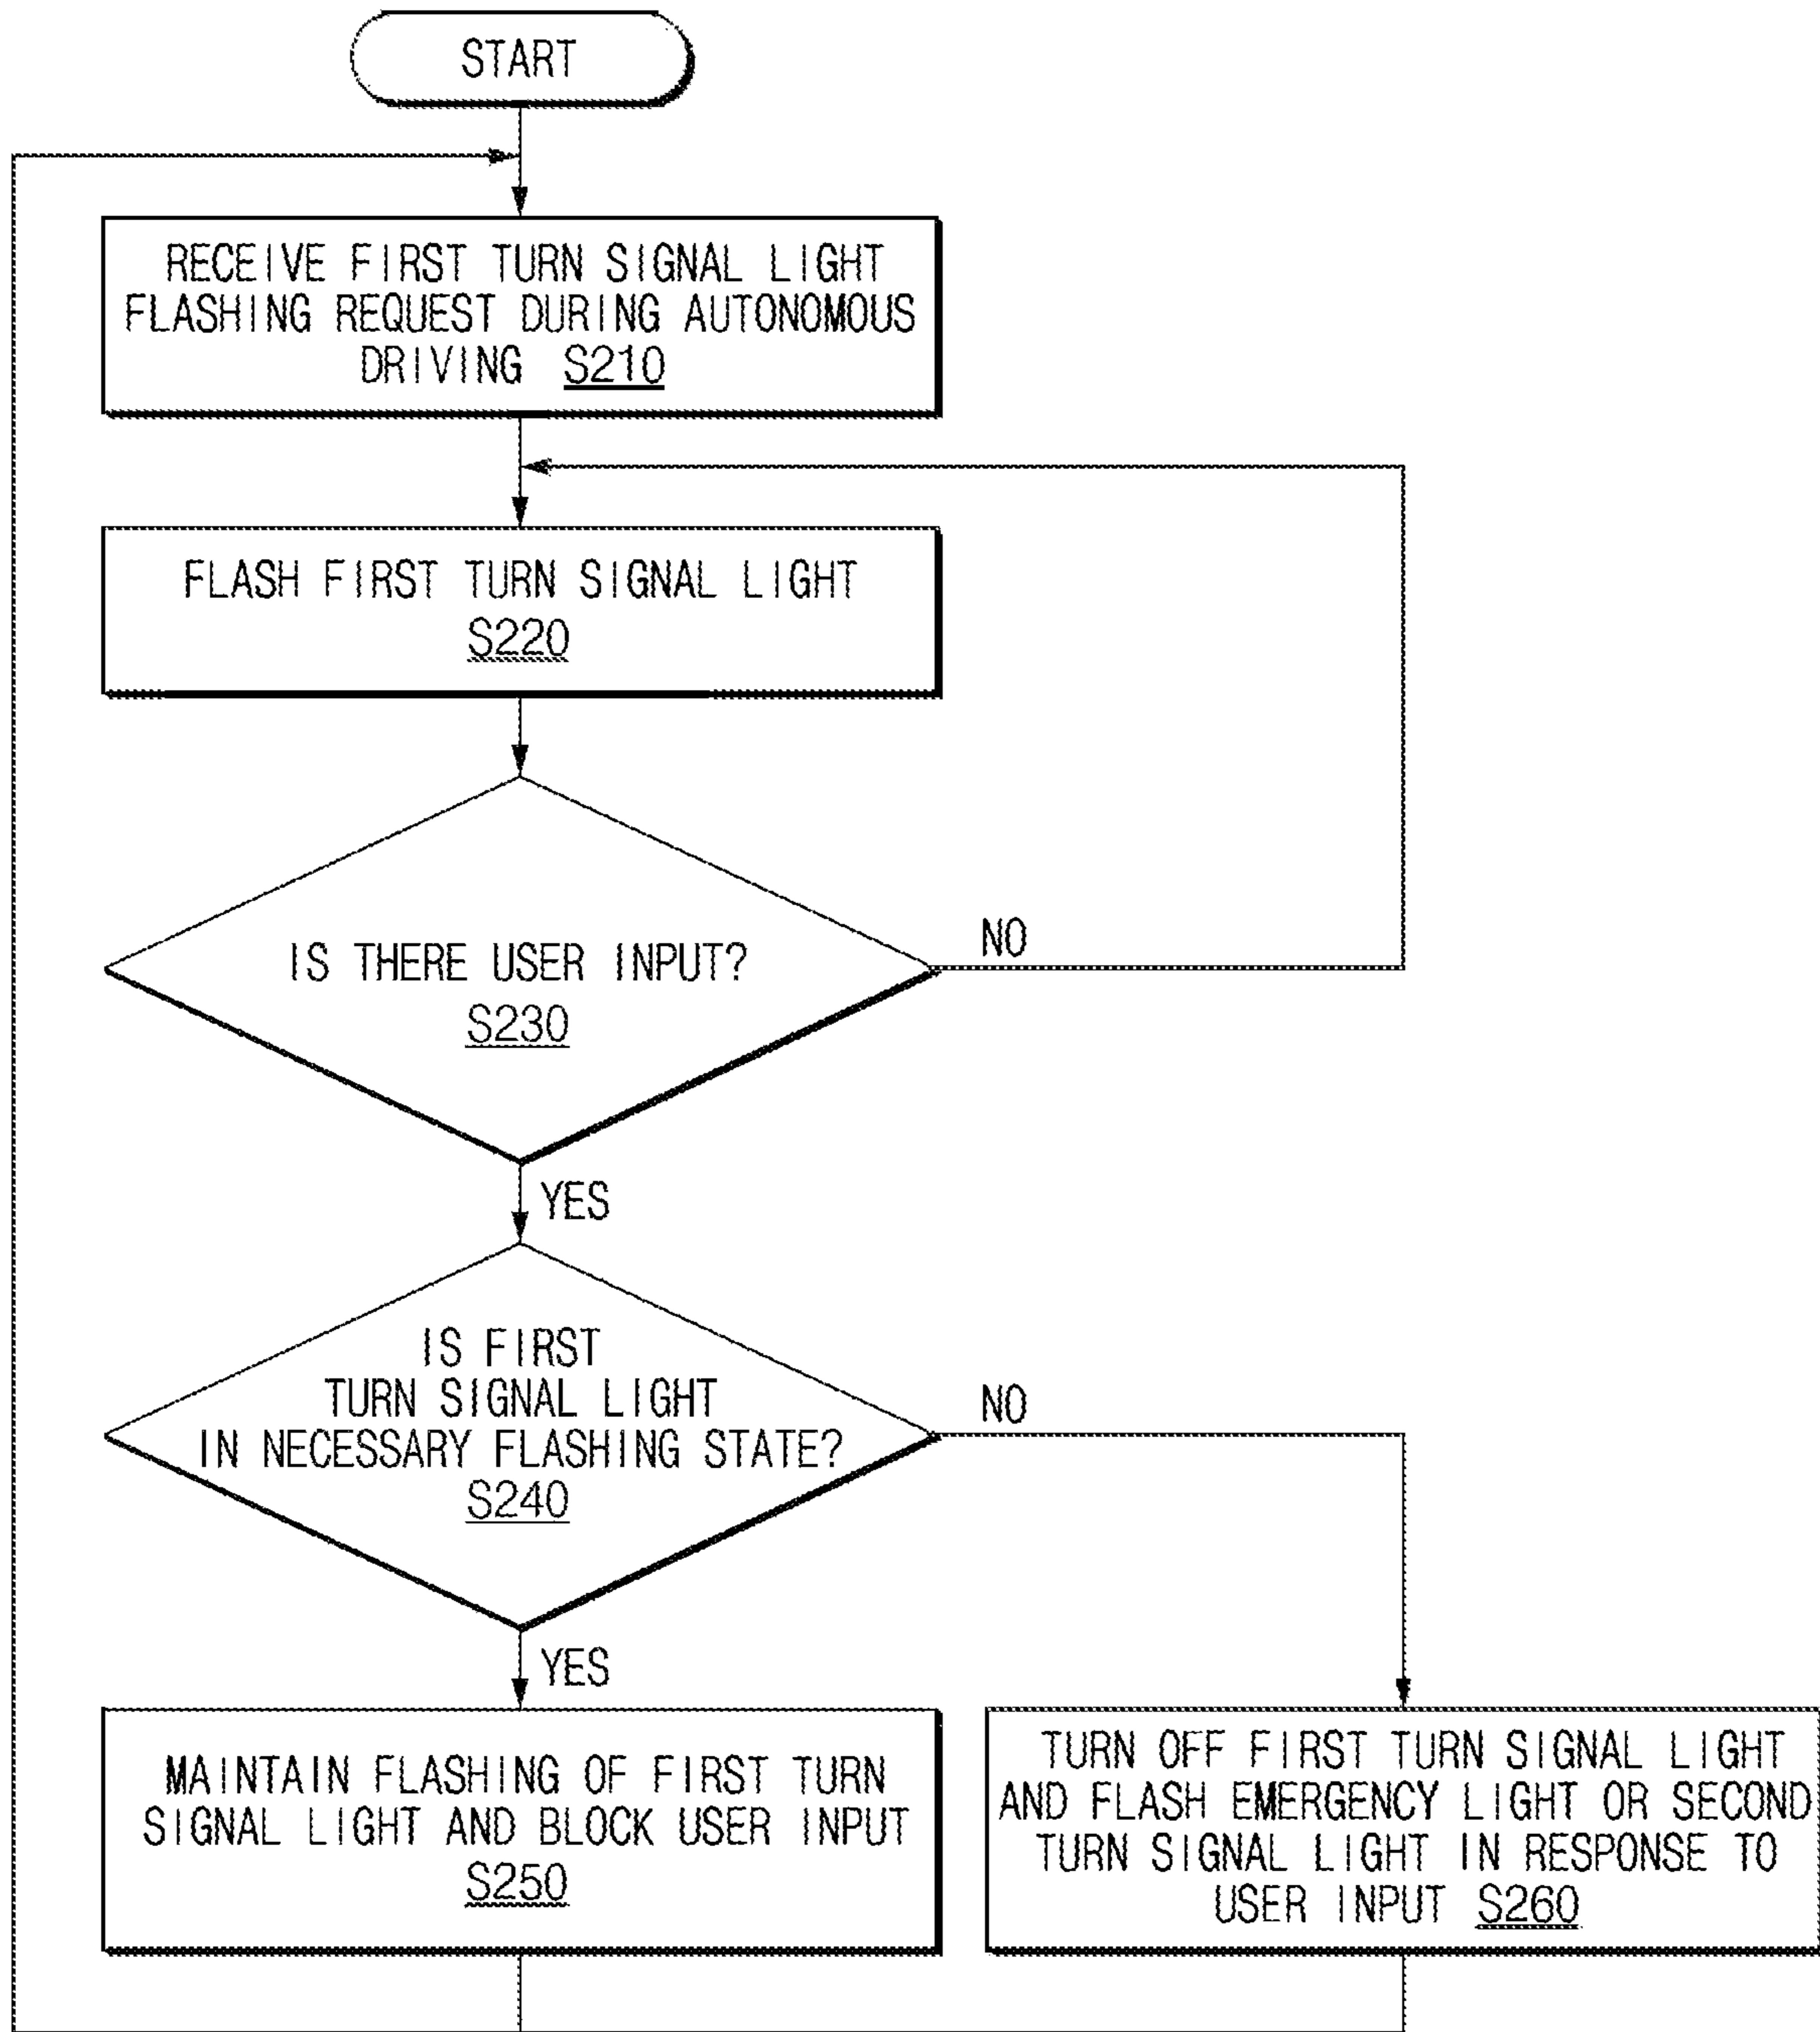 START
RECEIVE FIRST TURN SIGNAL LIGHT
FLASHING REQUEST DURING AUTONOMOUS
DRIVING S210
FLASH FIRST TURN SIGNAL LIGHT
S220
IS THERE USER INPUT?
S230
NO
YES
IS FIRST
TURN SIGNAL LIGHT
IN NECESSARY FLASHING STATE?
S240
NO
YES
MAINTAIN FLASHING OF FIRST TURN
SIGNAL LIGHT AND BLOCK USER INPUT
S250
TURN OFF FIRST TURN SIGNAL LIGHT
AND FLASH EMERGENCY LIGHT OR SECOND
TURN SIGNAL LIGHT IN RESPONSE TO
USER INPUT S260